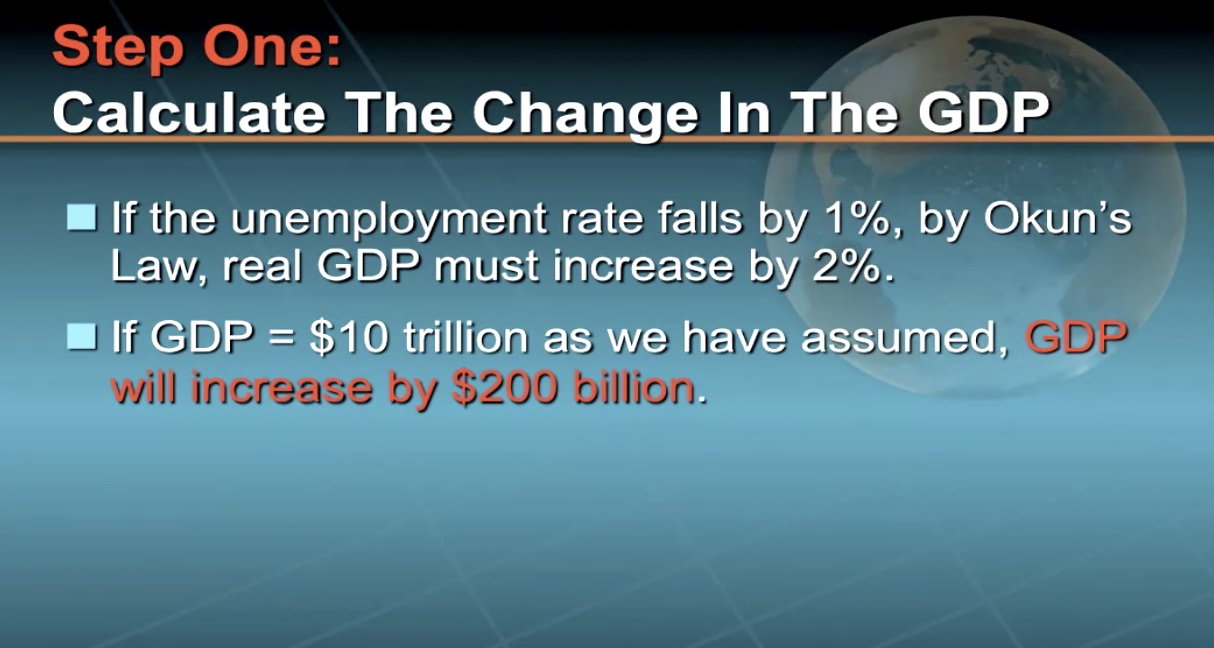 Step One:
Calculate The Change In The GDP
If the unemployment rate falls by 1%, by Okun’s
Law, real GDP must increase by 2%.
If GDP = $10 trillion as we have assumed, GDP
will increase by $200 billion.